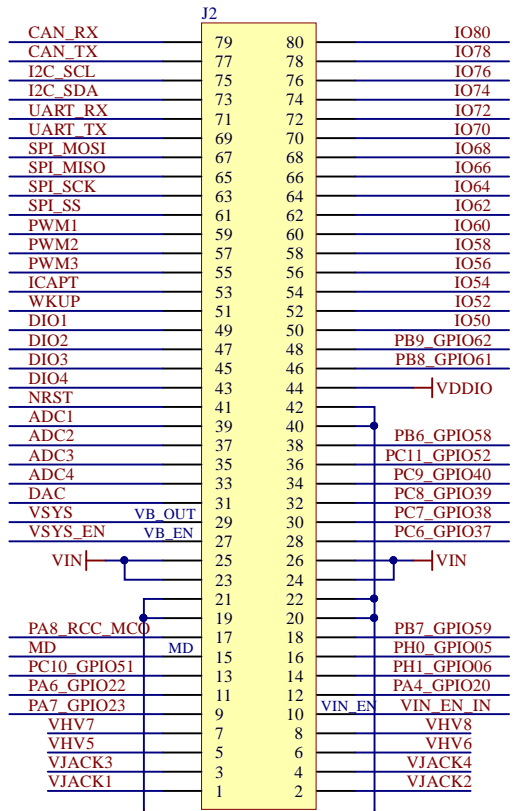 J2
CAN_RX 79 80 IO80
CAN_TX 77 78 IO78
I2C_SCL 75 76 IO76
I2C_SDA 73 74 IO74
UART_RX 71 72 IO72
UART_TX 69 70 IO70
SPI_MOSI 67 68 IO68
SPI_MISO 65 66 IO66
SPI_SCK 63 64 IO64
SPI_SS 61 62 IO62
PWM1 59 60 IO60
PWM2 57 58 IO58
PWM3 55 56 IO56
ICAPT 53 54 IO54
WKUP 51 52 IO52
DIO1 49 50 IO50
DIO2 47 48 PB9_GPIO62
DIO3 45 46 PB8_GPIO61
DIO4 43 44 VDDIO
NRST 41 42
ADC1 39 40
ADC2 37 38 PB6_GPIO58
ADC3 35 36 PC11_GPIO52
ADC4 33 34 PC9_GPIO40
DAC 31 32 PC8_GPIO39
VSYS VB_OUT 29 30 PC7_GPIO38
VSYS_EN VB_EN 27 28 PC6_GPIO37
VIN 25 26 VIN
23 24
21 22
19 20
PA8_RCC_MCO 17 18 PB7_GPIO59
MD MD 15 16 PH0_GPIO05
PC10_GPIO51 13 14 PH1_GPIO06
PA6_GPIO22 11 12 PA4_GPIO20
PA7_GPIO23 9 10 VIN_EN VIN_EN_IN
VHV7 7 8 VHV8
VHV5 5 6 VHV6
VJACK3 3 4 VJACK4
VJACK1 1 2 VJACK2